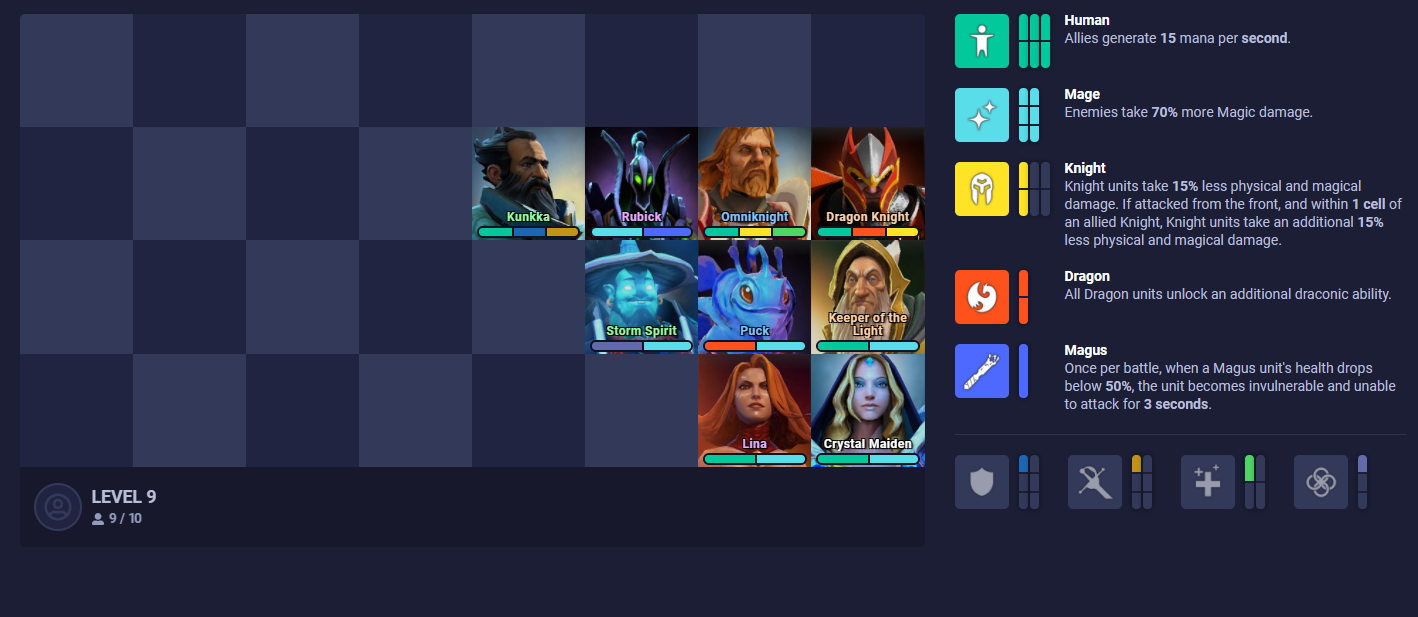 Kunkka
Rubick
Omniknight
Dragon Knight
Storm Spirit
Puck
Keeper of the
Light
Lina
Crystal Maiden
LEVEL 9
9 / 10
Human
Allies generate 15 mana per second.
Mage
Enemies take 70% more Magic damage.
Knight
Knight units take 15% less physical and magical
damage. If attacked from the front, and within 1 cell of
an allied Knight, Knight units take an additional 15%
less physical and magical damage.
Dragon
All Dragon units unlock an additional draconic ability.
Magus
Once per battle, when a Magus unit's health drops
below 50%, the unit becomes invulnerable and unable
to attack for 3 seconds.